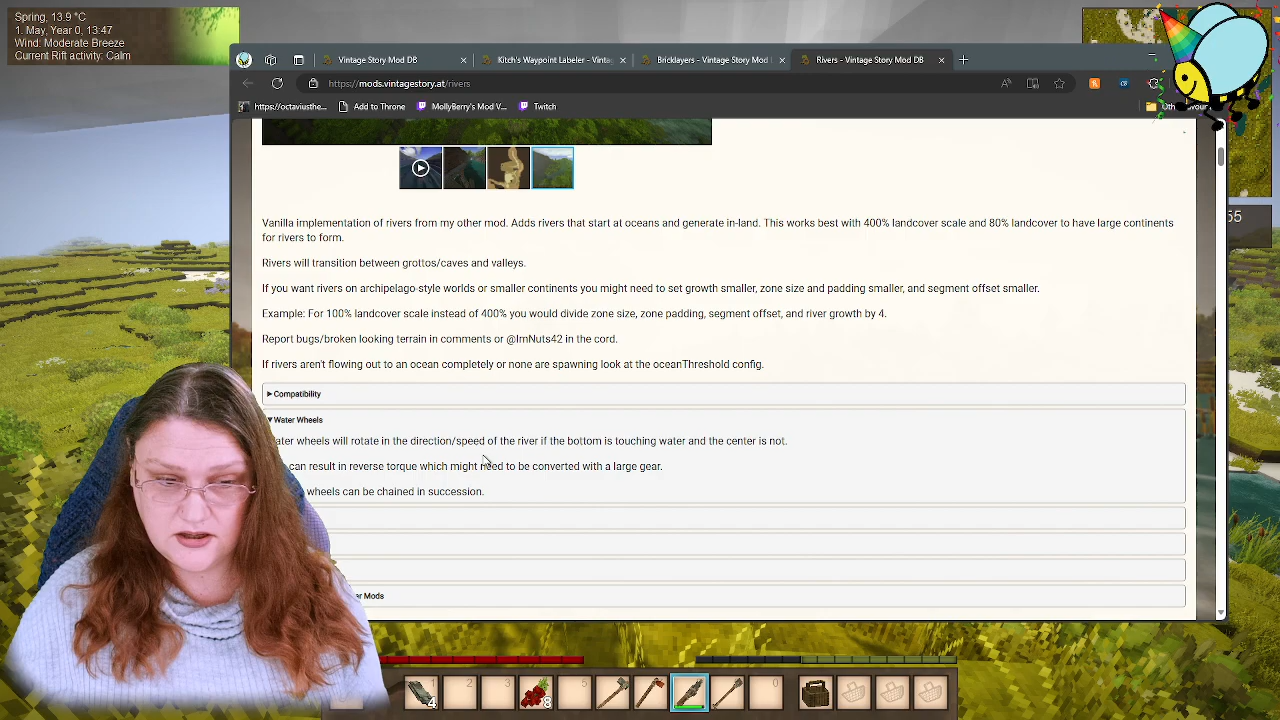 Spring, 13.9 °C
1. May, Year 0, 13:47
Wind: Moderate Breeze
Current Rift activity: Calm
Vintage Story Mod DB
Kitch's Waypoint Labeler - Vintag
Bricklayers - Vintage Story Mod
Rivers - Vintage Story Mod DB
https://mods.vintagestory.at/rivers
https://octaviusthe...
Add to Throne
MollyBerry's Mod V...
Twitch
Vanilla implementation of rivers from my other mod. Adds rivers that start at oceans and generate in-land. This works best with 400% landcover scale and 80% landcover to have large continents
for rivers to form.
Rivers will transition between grottos/caves and valleys.
If you want rivers on archipelago-style worlds or smaller continents you might need to set growth smaller, zone size and padding smaller, and segment offset smaller.
Example: For 100% landcover scale instead of 400% you would divide zone size, zone padding, segment offset, and river growth by 4.
Report bugs/broken looking terrain in comments or @ImNuts42 in the cord.
If rivers aren't flowing out to an ocean completely or none are spawning look at the oceanThreshold config.
Compatibility
Water Wheels
ater wheels will rotate in the direction/speed of the river if the bottom is touching water and the center is not.
can result in reverse torque which might need to be converted with a large gear.
wheels can be chained in succession.
er Mods
55
1
4
2
3
8
5
0